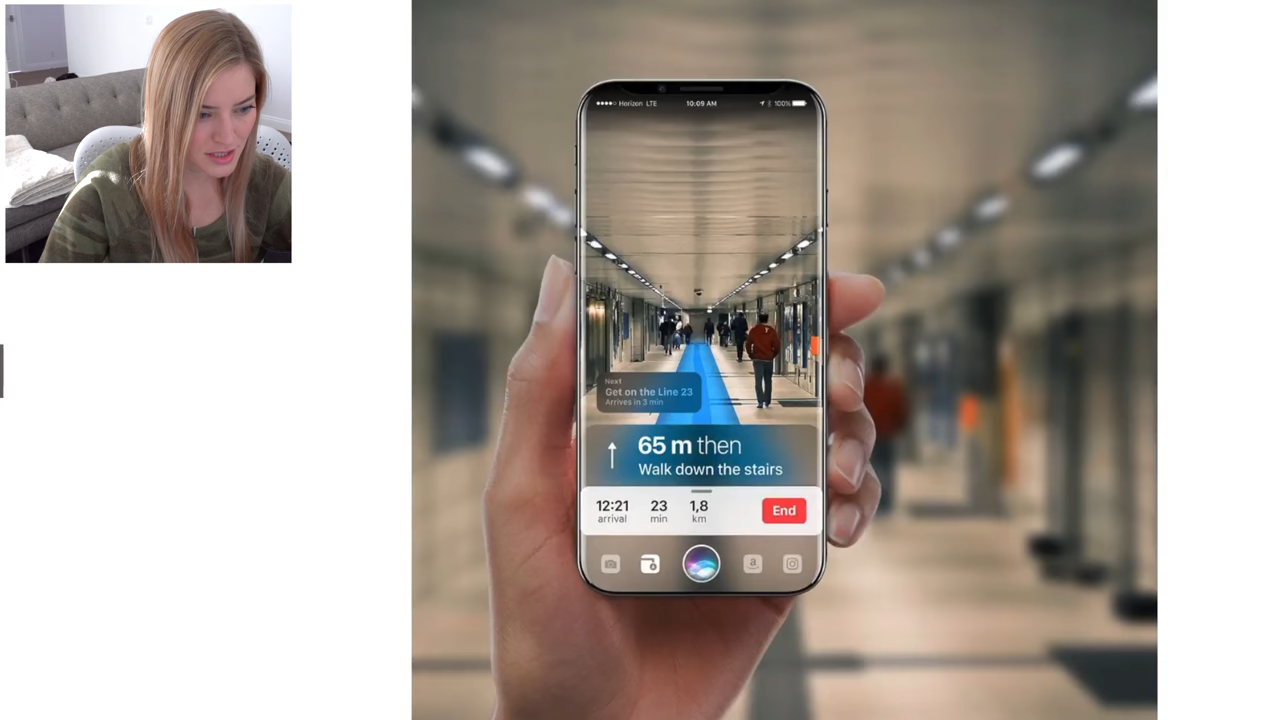 Horizon LTE 10:09 AM 100%
Next
Get on the Line 23
Arrives in 3 min
65 m then
Walk down the stairs
12:21 23 1,8
arrival min km
End
a